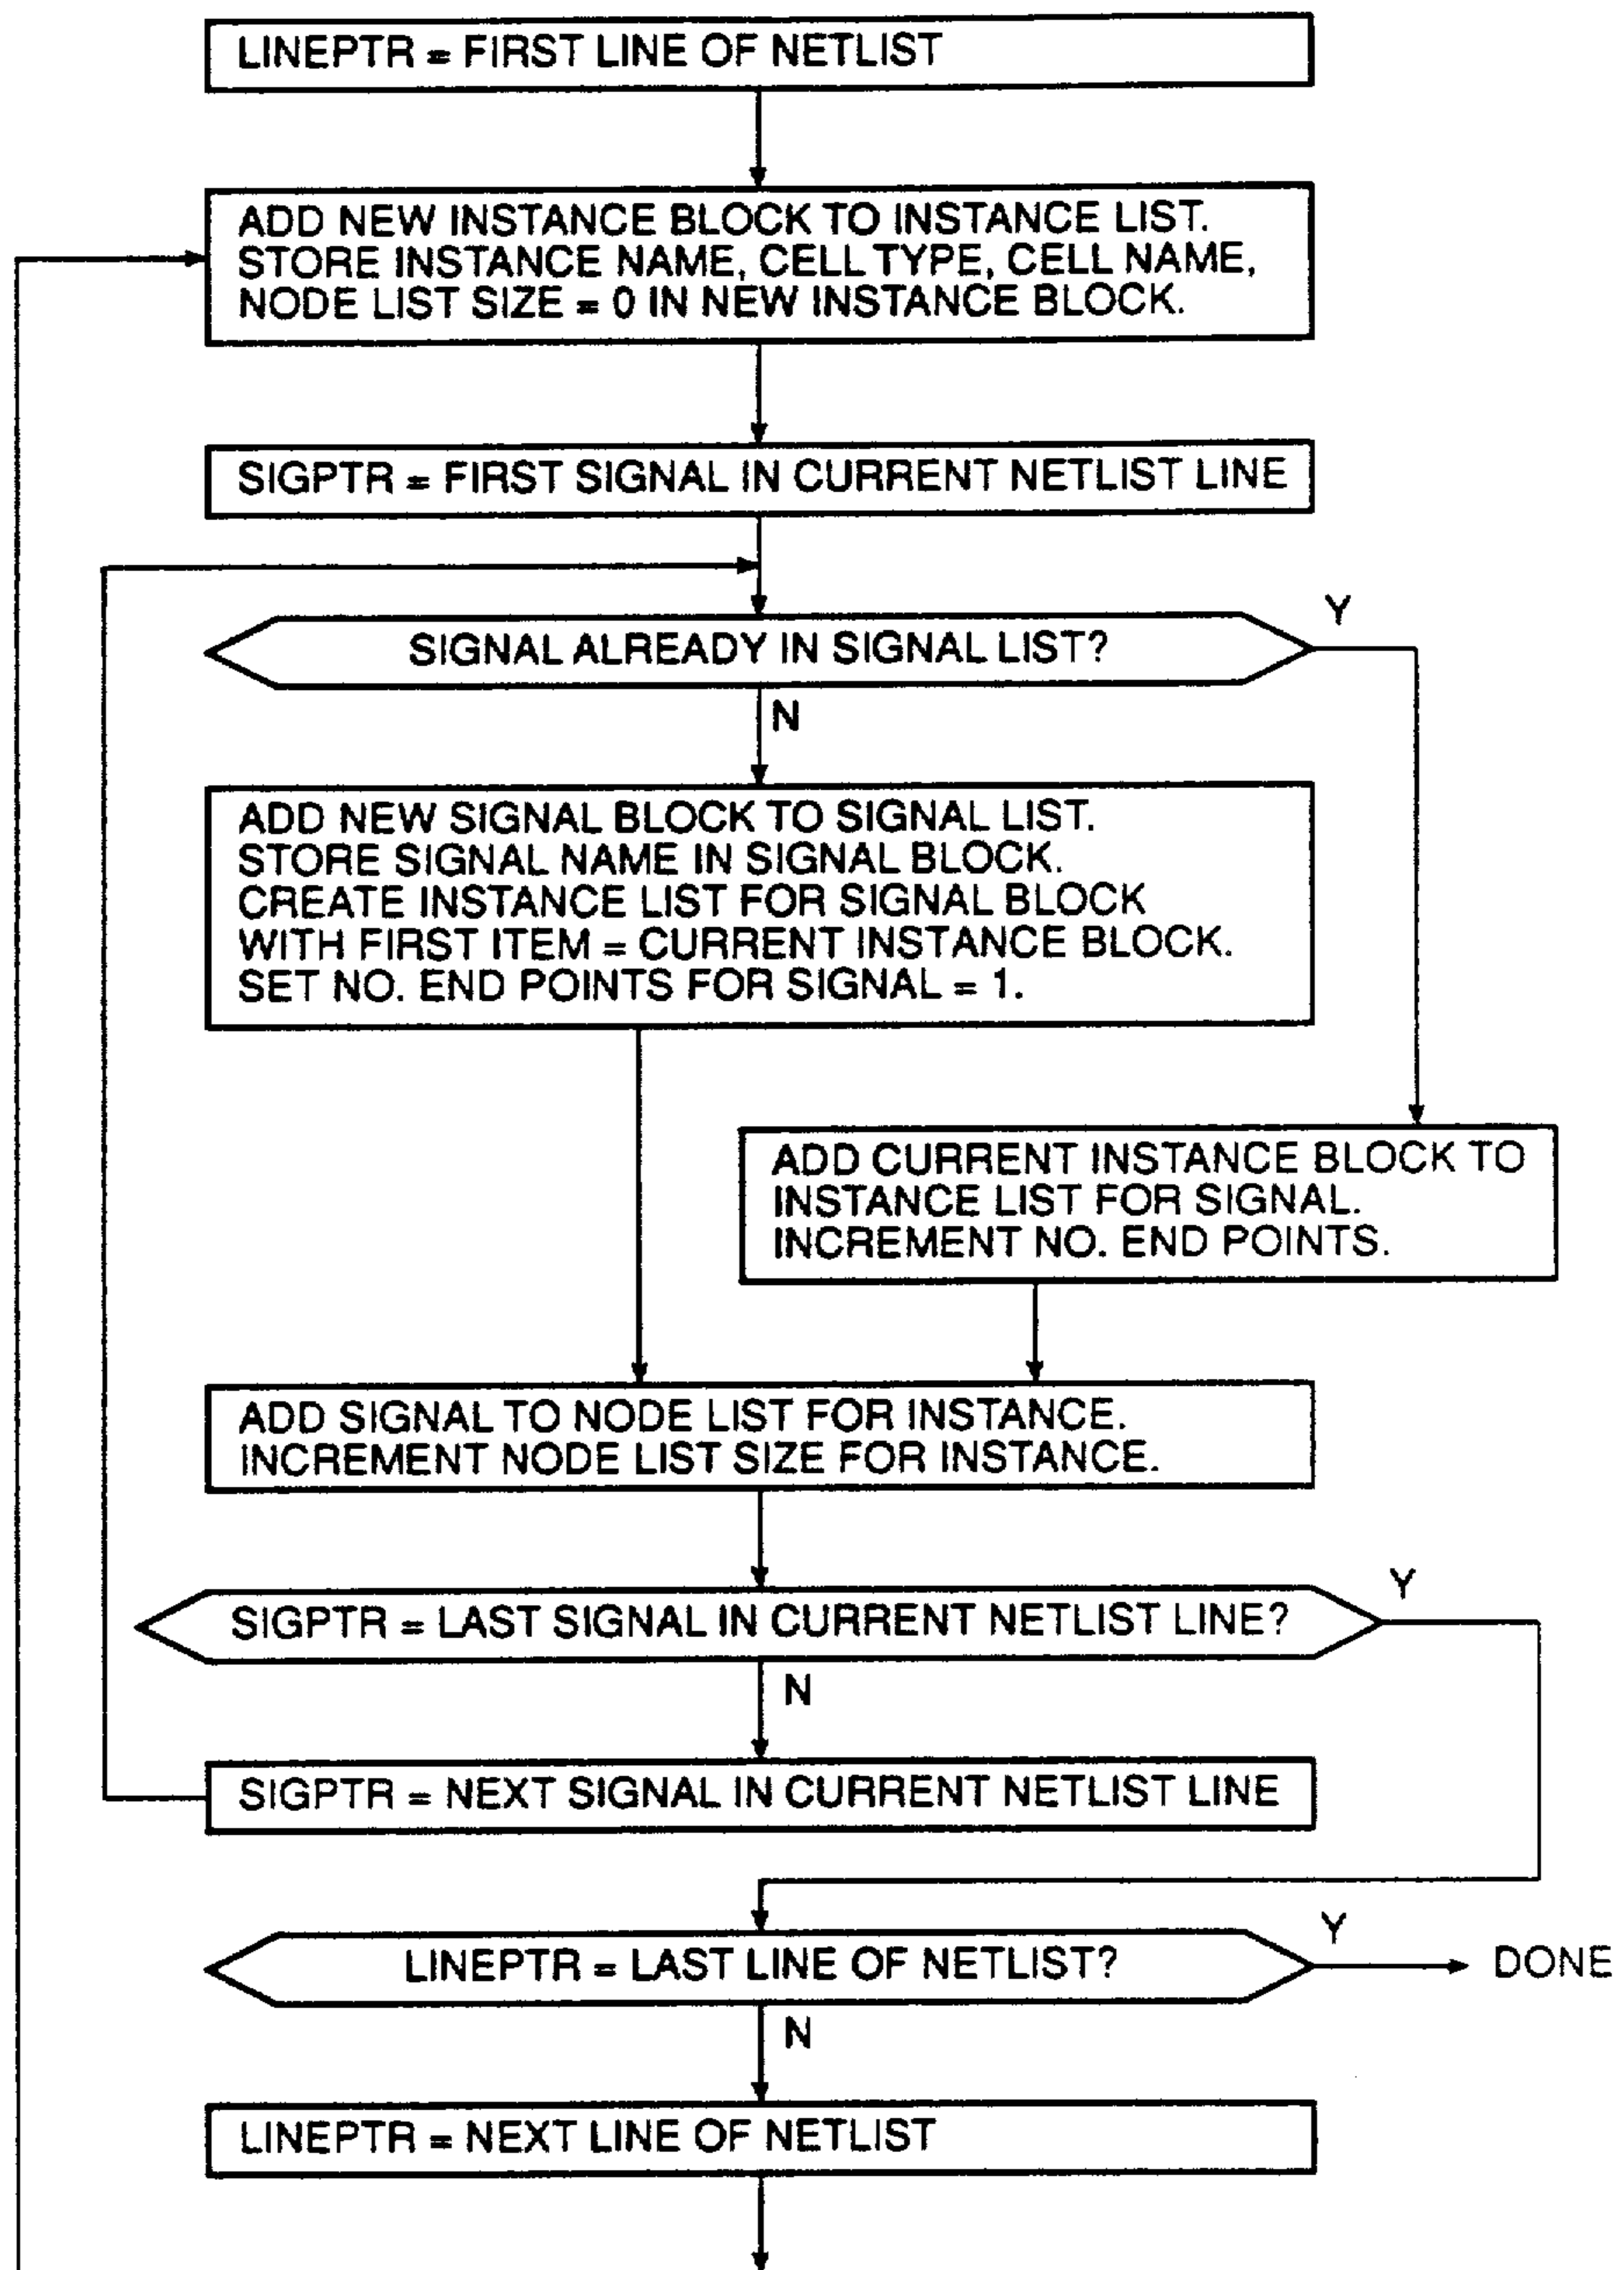 LINEPTR = FIRST LINE OF NETLIST
ADD NEW INSTANCE BLOCK TO INSTANCE LIST.
STORE INSTANCE NAME, CELL TYPE, CELL NAME,
NODE LIST SIZE = 0 IN NEW INSTANCE BLOCK.
SIGPTR = FIRST SIGNAL IN CURRENT NETLIST LINE
Y
SIGNAL ALREADY IN SIGNAL LIST?
N
ADD NEW SIGNAL BLOCK TO SIGNAL LIST.
STORE SIGNAL NAME IN SIGNAL BLOCK.
CREATE INSTANCE LIST FOR SIGNAL BLOCK
WITH FIRST ITEM = CURRENT INSTANCE BLOCK.
SET NO. END POINTS FOR SIGNAL = 1.
ADD CURRENT INSTANCE BLOCK TO
INSTANCE LIST FOR SIGNAL.
INCREMENT NO. END POINTS.
ADD SIGNAL TO NODE LIST FOR INSTANCE.
INCREMENT NODE LIST SIZE FOR INSTANCE.
Y
SIGPTR = LAST SIGNAL IN CURRENT NETLIST LINE?
N
SIGPTR = NEXT SIGNAL IN CURRENT NETLIST LINE
Y
LINEPTR = LAST LINE OF NETLIST?
DONE
N
LINEPTR = NEXT LINE OF NETLIST